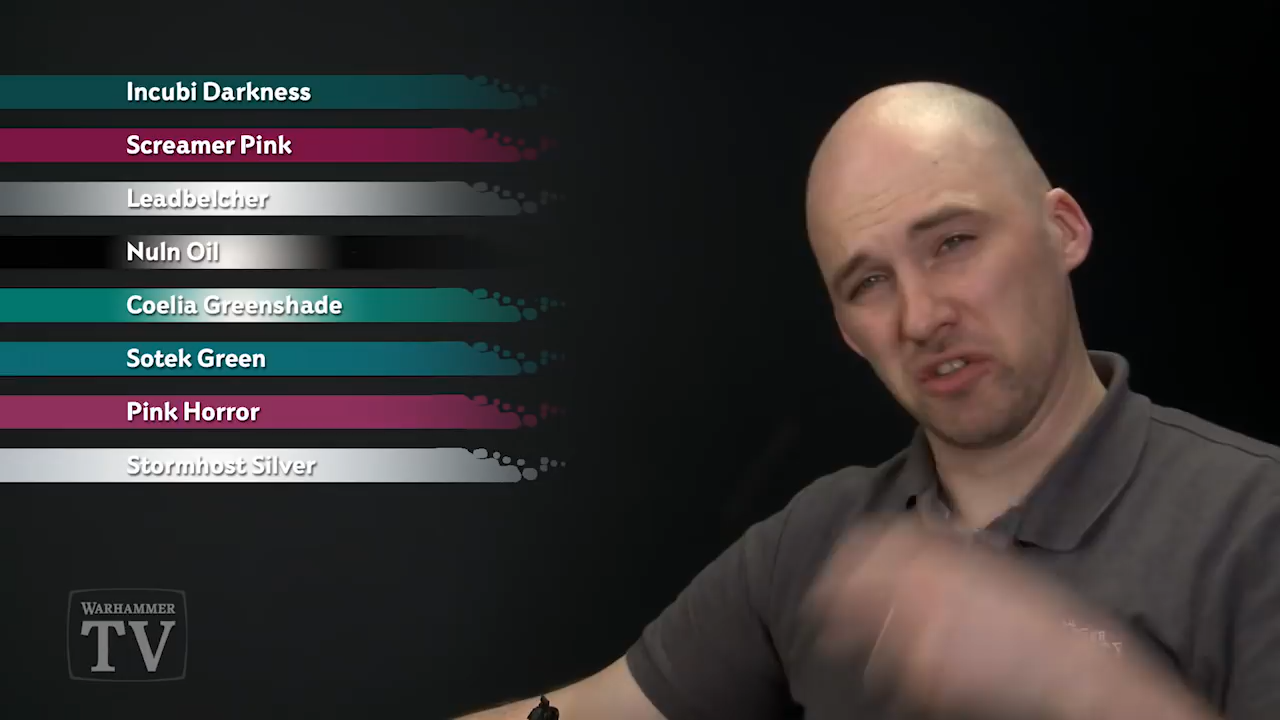 Incubi Darkness
Screamer Pink
Leadbelcher
Nuln Oil
Coelia Greenshade
Sotek Green
Pink Horror
Stormhost Silver
WARHAMMER
TV